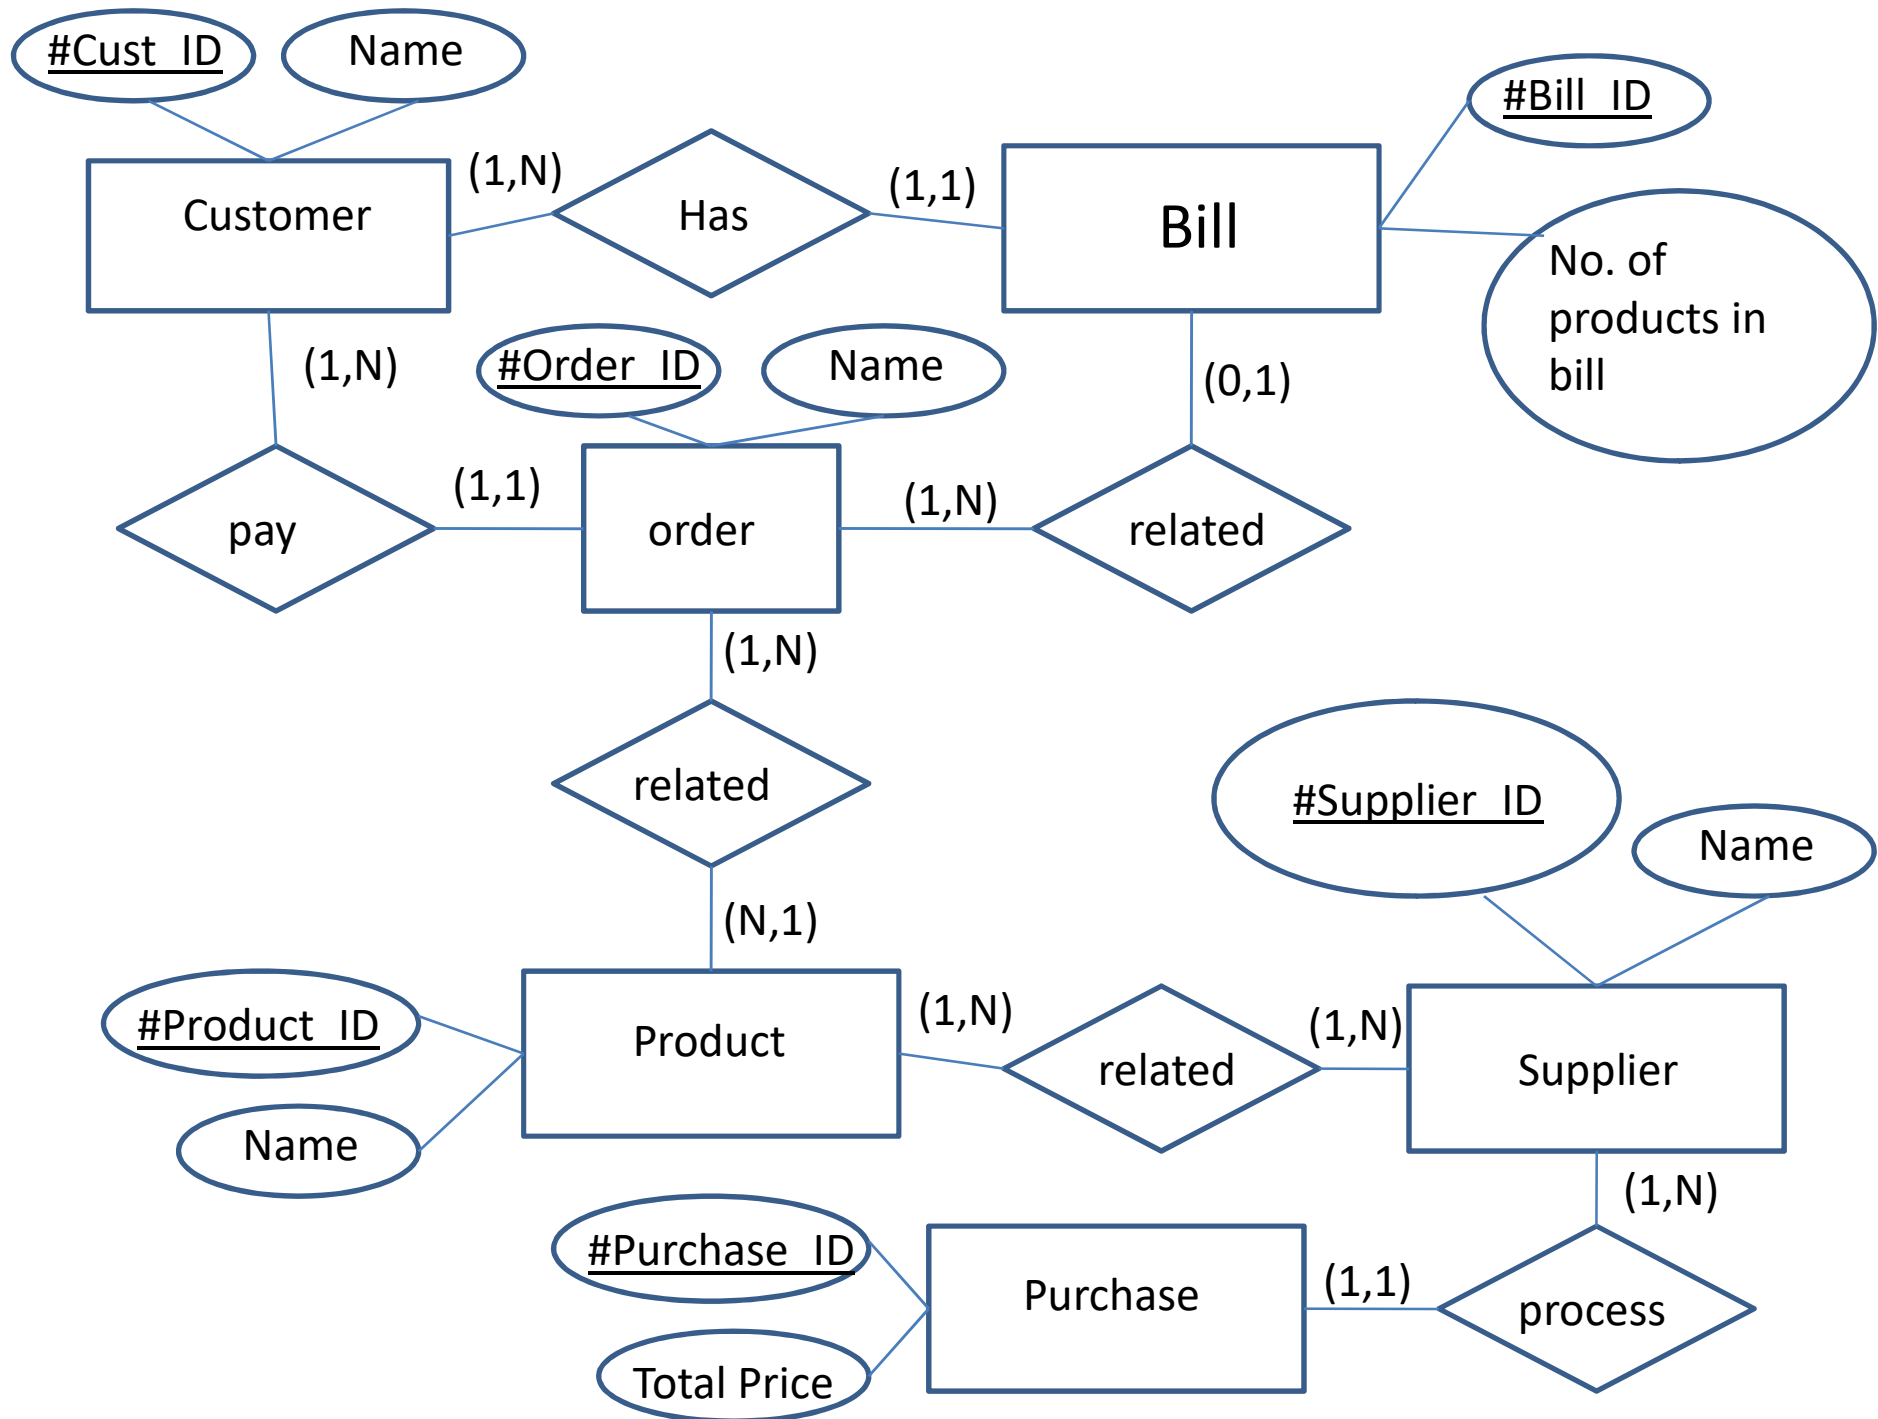 #Cust_ID
Name
#Bill_ID
Customer
(1,N)
Has
(1,1)
Bill
No. of
products in
bill
(1,N)
#Order_ID
Name
(0,1)
pay
(1,1)
order
(1,N)
related
(1,N)
related
(N,1)
#Supplier_ID
Name
#Product_ID
Name
Product
(1,N)
related
(1,N)
Supplier
(1,N)
#Purchase_ID
Total Price
Purchase
(1,1)
process